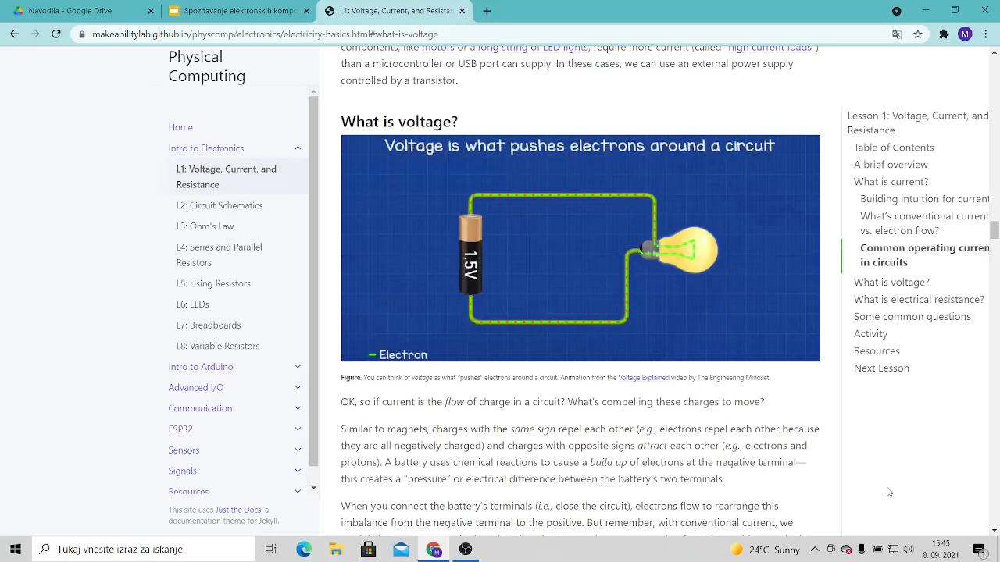 Navodila - Google Drive
Spoznavanje elektronskih kompo
L1: Voltage, Current, and Resistan
makeabilitylab.github.io/physcomp/electronics/electricity-basics.html#what-is-voltage
M
Physical
Computing
Home
Intro to Electronics
L1: Voltage, Current, and
Resistance
L2: Circuit Schematics
L3: Ohm's Law
L4: Series and Parallel
Resistors
L5: Using Resistors
L6: LEDs
L7: Breadboards
L8: Variable Resistors
Intro to Arduino
Advanced I/O
Communication
ESP32
Sensors
Signals
Resources
This site uses Just the Docs, a
documentation theme for Jekyll.
components, like motors or a long string of LED lights, require more current (called "high current loads")
than a microcontroller or USB port can supply. In these cases, we can use an external power supply
controlled by a transistor.
What is voltage?
Voltage is what pushes electrons around a circuit
1.5V
Electron
Figure. You can think of voltage as what "pushes" electrons around a circuit. Animation from the Voltage Explained video by The Engineering Mindset.
OK, so if current is the flow of charge in a circuit? What's compelling these charges to move?
Similar to magnets, charges with the same sign repel each other (e.g., electrons repel each other because
they are all negatively charged) and charges with opposite signs attract each other (e.g., electrons and
protons). A battery uses chemical reactions to cause a build up of electrons at the negative terminal—
this creates a "pressure" or electrical difference between the battery's two terminals.
When you connect the battery's terminals (i.e., close the circuit), electrons flow to rearrange this
imbalance from the negative terminal to the positive. But remember, with conventional current, we
Lesson 1: Voltage, Current, and
Resistance
Table of Contents
A brief overview
What is current?
Building intuition for current
What's conventional current
vs. electron flow?
Common operating curren
in circuits
What is voltage?
What is electrical resistance?
Some common questions
Activity
Resources
Next Lesson
Tukaj vnesite izraz za iskanje
24°C Sunny
15:45
8. 09. 2021